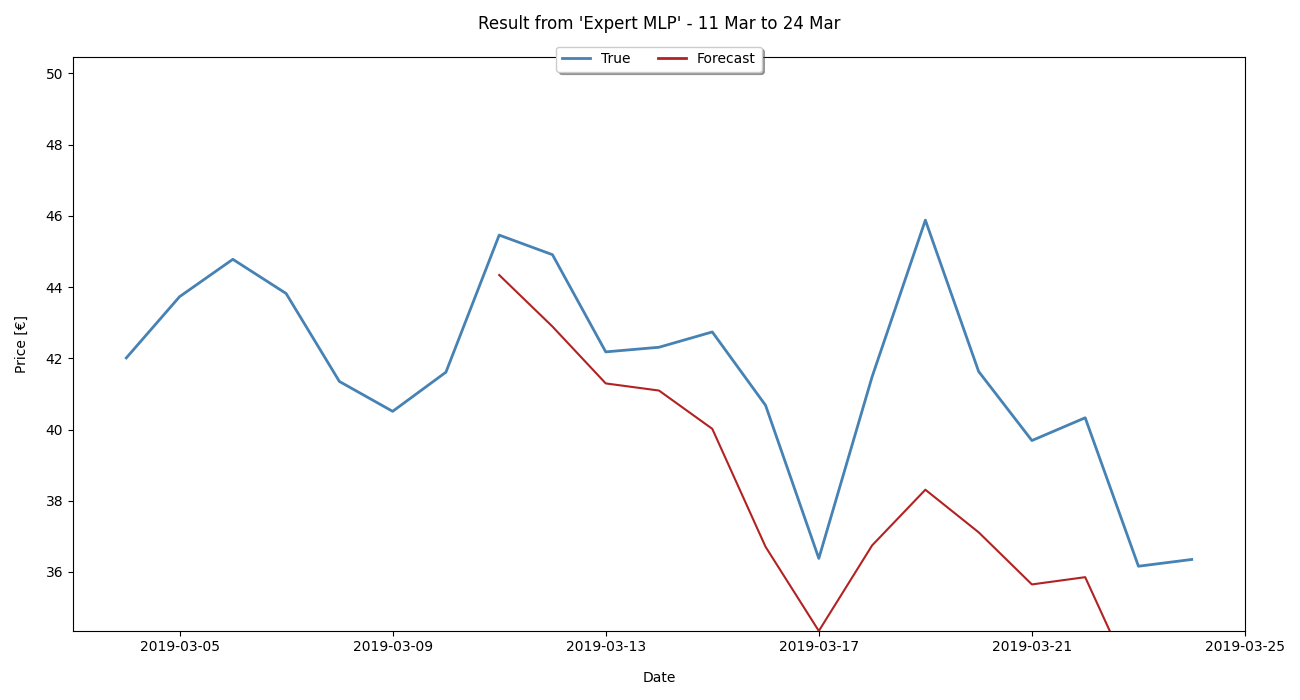 Result from 'Expert MLP' - 11 Mar to 24 Mar
True Forecast
50
48
46
44
42
40
38
36
Price [€]
2019-03-05 2019-03-09 2019-03-13 2019-03-17 2019-03-21 2019-03-25
Date